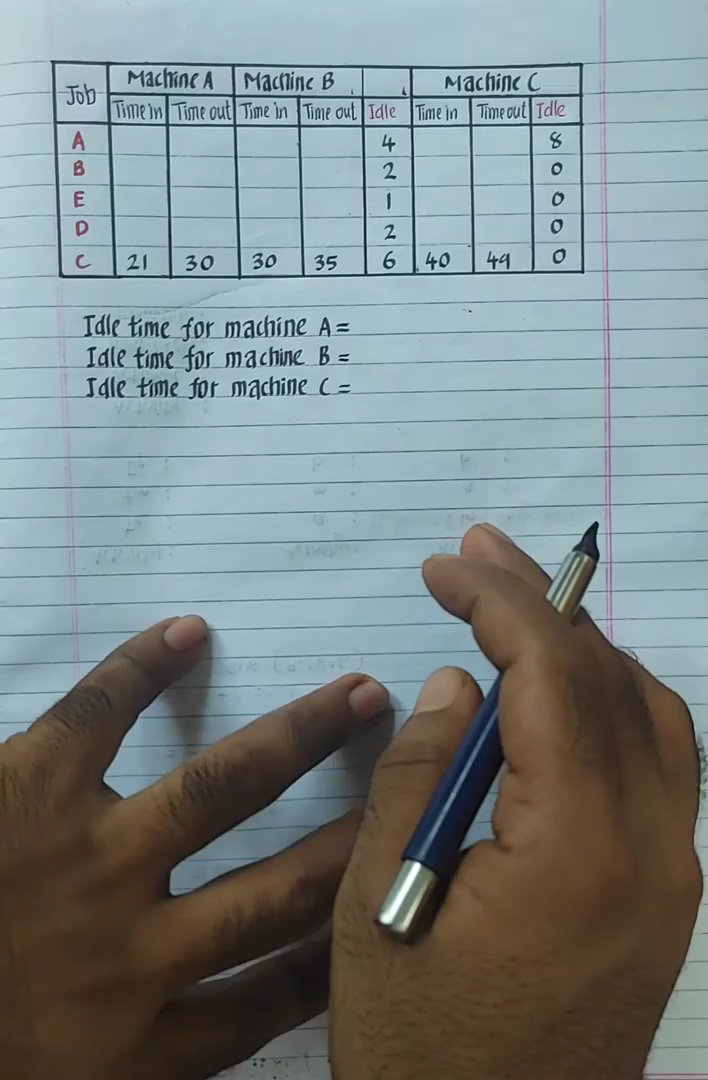 Job Machine A Machine B Machine C
Time in Time out Time in Time out Idle Time in Time out Idle
A 4 8
B 2 0
E 1 0
D 2 0
C 21 30 30 35 6 40 49 0
Idle time for machine A =
Idle time for machine B =
Idle time for machine C =